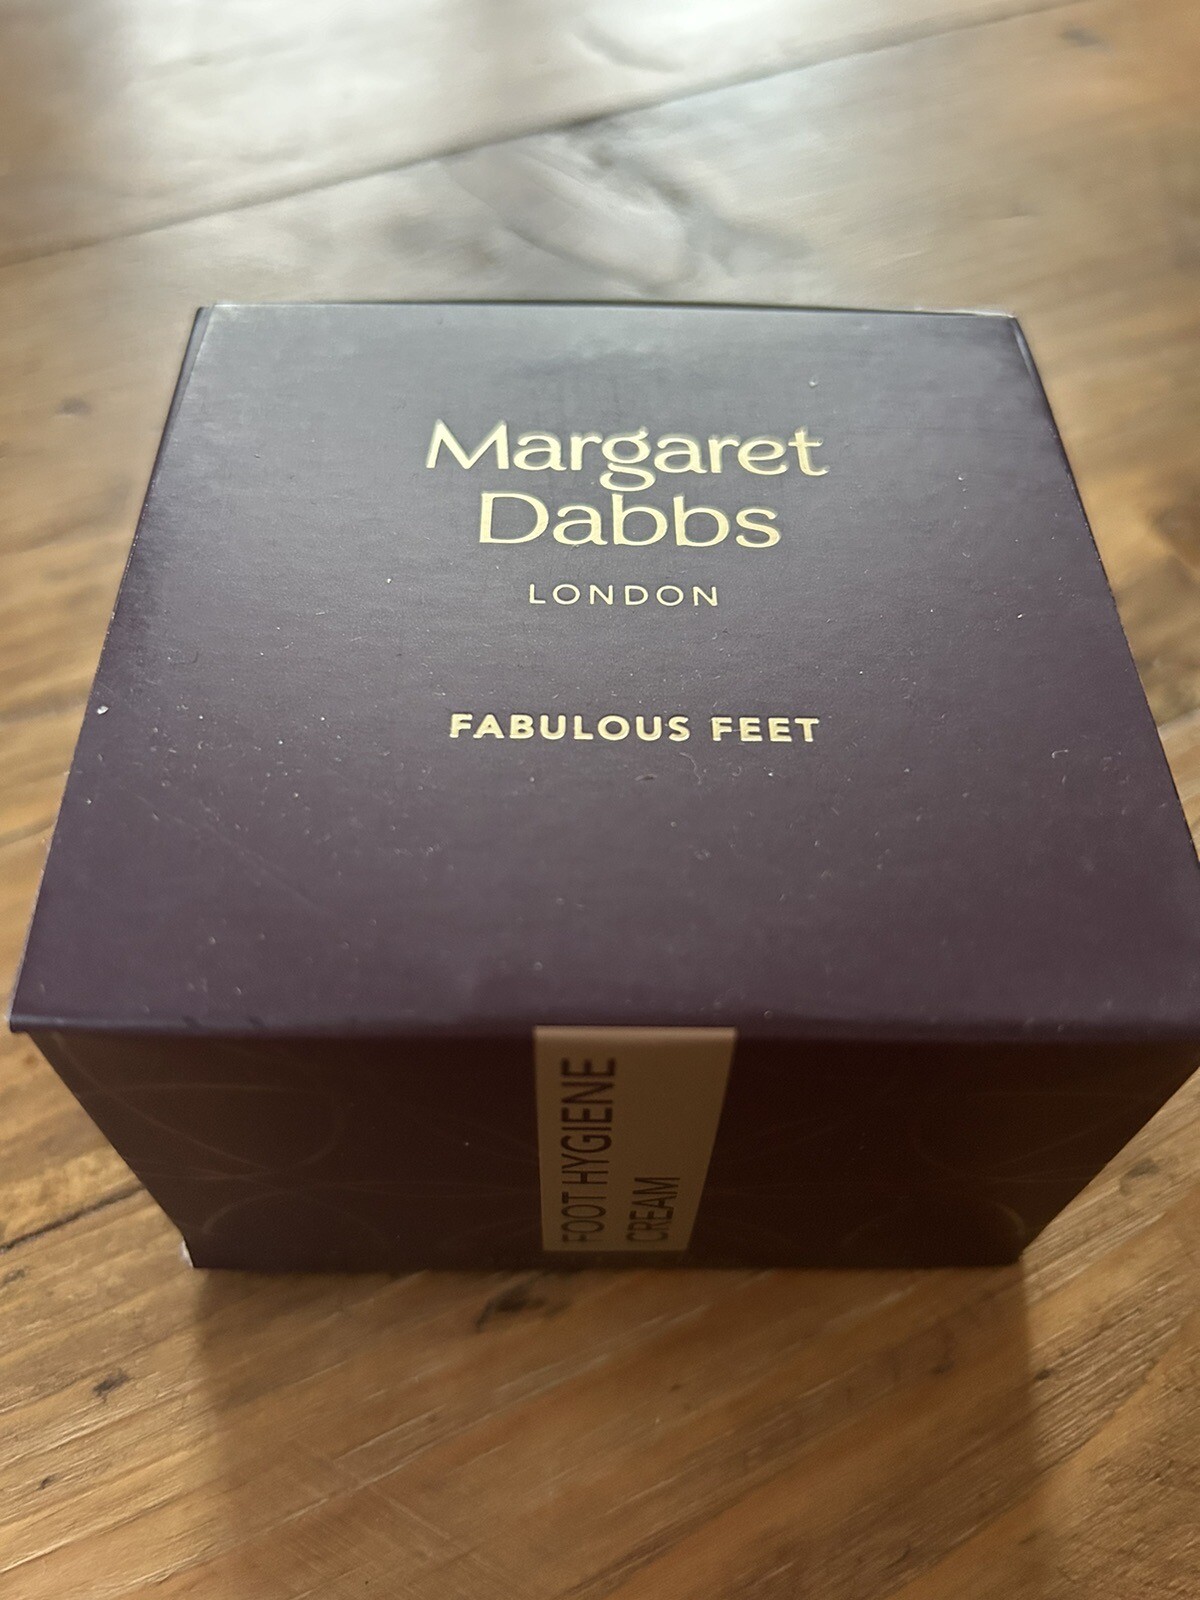 Margaret
Dabbs
LONDON
FABULOUS FEET
FOOT HYGIENE
CREAM